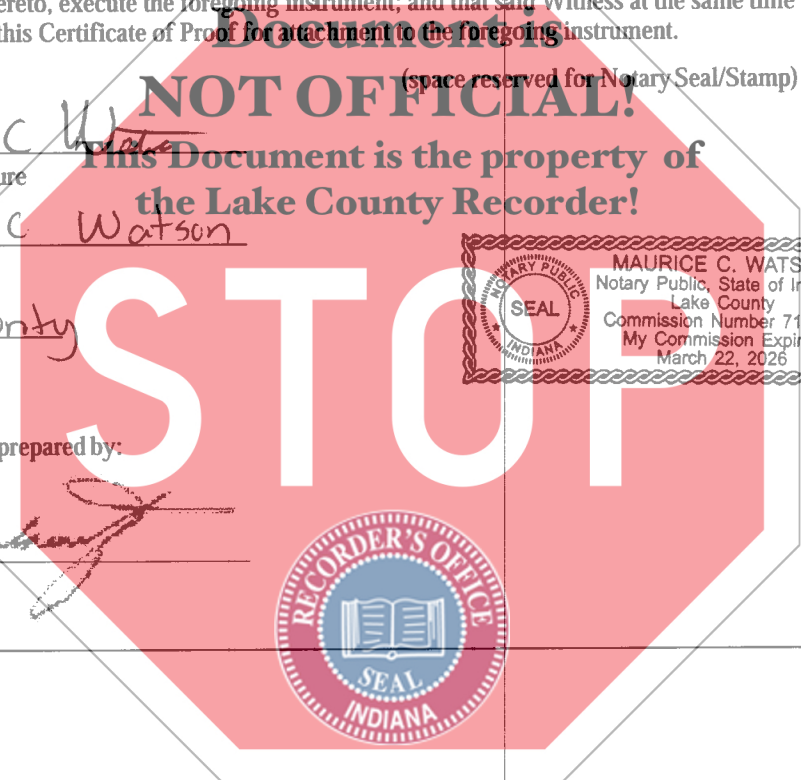 ereto, execute the foregoing instrument; and that said Witness at the same time
this Certificate of Proof for attachment to the foregoing instrument.
Document is
NOT OFFICIAL!
(space reserved for Notary Seal/Stamp)
This Document is the property of
the Lake County Recorder!
C Watson
ure
C Watson
STOP
MAURICE C. WATS
Notary Public, State of In
Lake County
Commission Number 71
My Commission Expir
March 22, 2026
NOTARY PUBLIC
SEAL
INDIANA
prepared by:
RECORDER'S OFFICE
SEAL
INDIANA